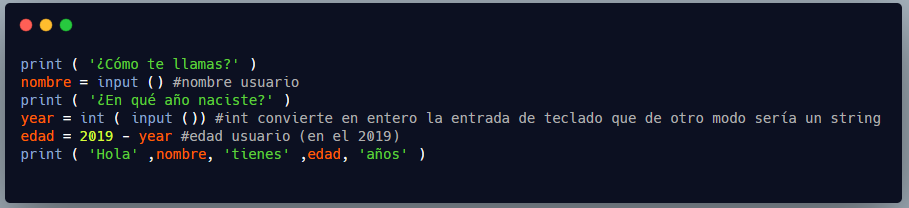 print ( '¿Cómo te llamas?' )
nombre = input () #nombre usuario
print ( '¿En qué año naciste?' )
year = int ( input ()) #int convierte en entero la entrada de teclado que de otro modo sería un string
edad = 2019 - year #edad usuario (en el 2019)
print ( 'Hola' ,nombre, 'tienes' ,edad, 'años' )